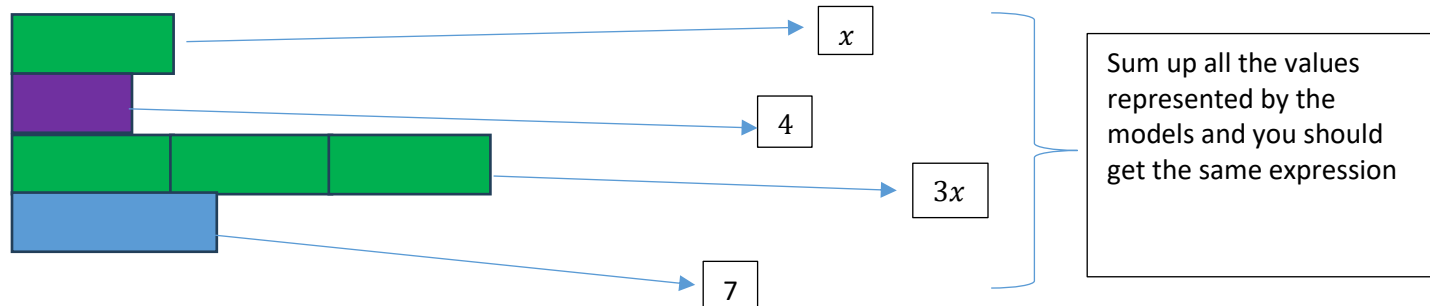 x
4
3x
7
Sum up all the values
represented by the
models and you should
get the same expression